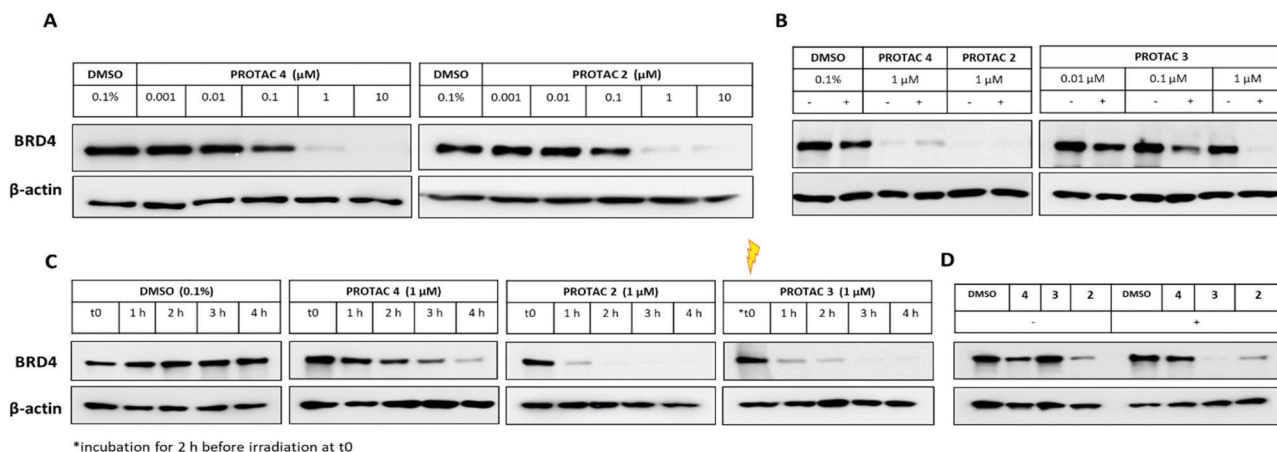 A
DMSO PROTAC 4 (μM) DMSO PROTAC 2 (μM)
0.1% 0.001 0.01 0.1 1 10 0.1% 0.001 0.01 0.1 1 10
BRD4
β-actin
B
DMSO PROTAC 4 PROTAC 2 PROTAC 3
0.1% 1 μM 1 μM 0.01 μM 0.1 μM 1 μM
- + - + - + - + - + - +
C
DMSO (0.1%) PROTAC 4 (1 μM) PROTAC 2 (1 μM) PROTAC 3 (1 μM)
t0 1 h 2 h 3 h 4 h t0 1 h 2 h 3 h 4 h t0 1 h 2 h 3 h 4 h *t0 1 h 2 h 3 h 4 h
BRD4
β-actin
*incubation for 2 h before irradiation at t0
D
DMSO 4 3 2 DMSO 4 3 2
- +